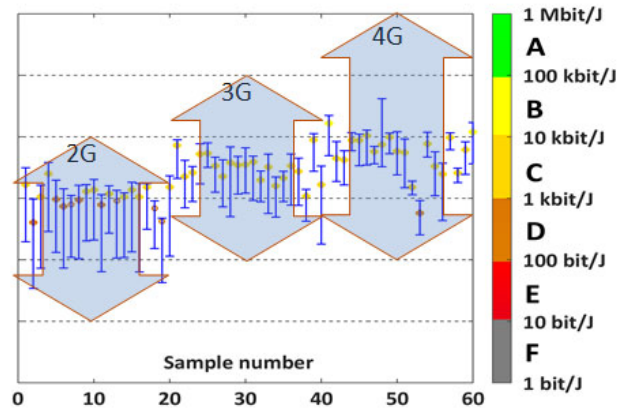 4G
3G
2G
1 Mbit/J
A
100 kbit/J
B
10 kbit/J
C
1 kbit/J
D
100 bit/J
E
10 bit/J
F
1 bit/J
Sample number
0 10 20 30 40 50 60